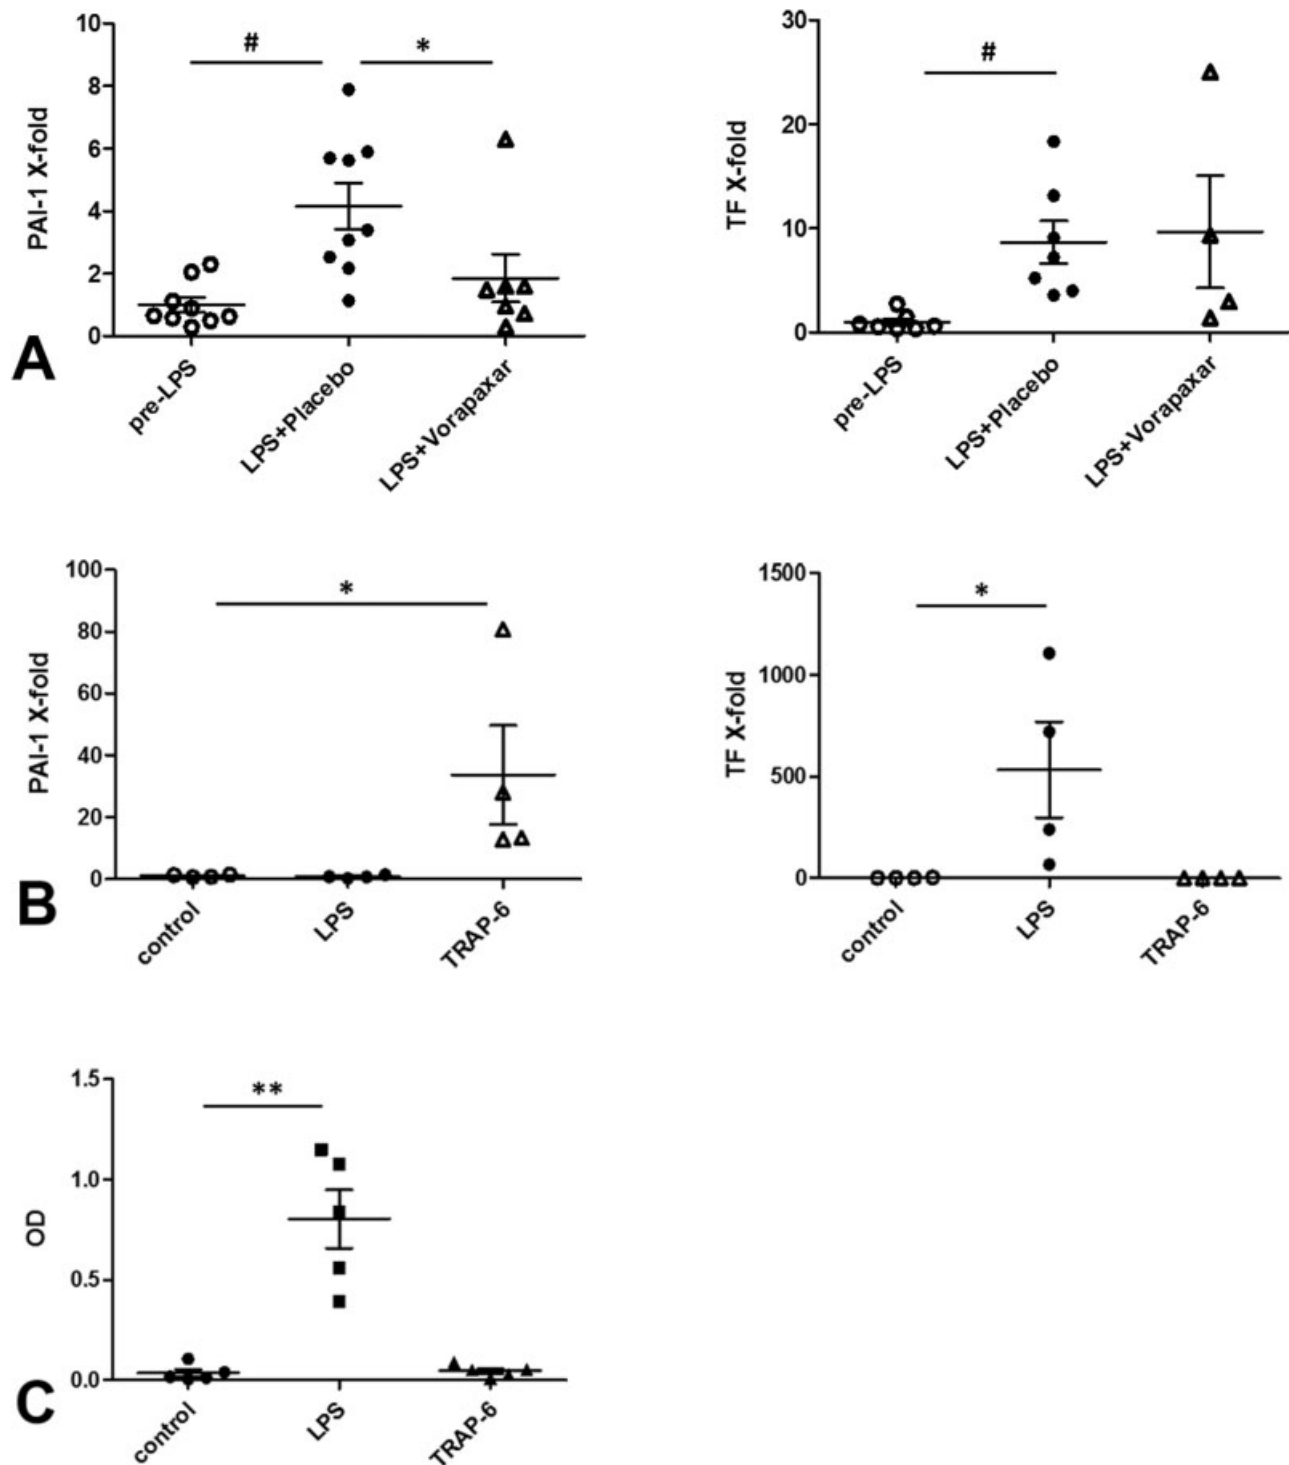 10
8
6
4
2
0
PAI-1 X-fold
#
*
pre-LPS
LPS+Placebo
LPS+Vorapaxar
30
20
10
0
TF X-fold
#
pre-LPS
LPS+Placebo
LPS+Vorapaxar
A
100
80
60
40
20
0
PAI-1 X-fold
*
control
LPS
TRAP-6
1500
1000
500
0
TF X-fold
*
control
LPS
TRAP-6
B
1.5
1.0
0.5
0.0
OD
**
control
LPS
TRAP-6
C